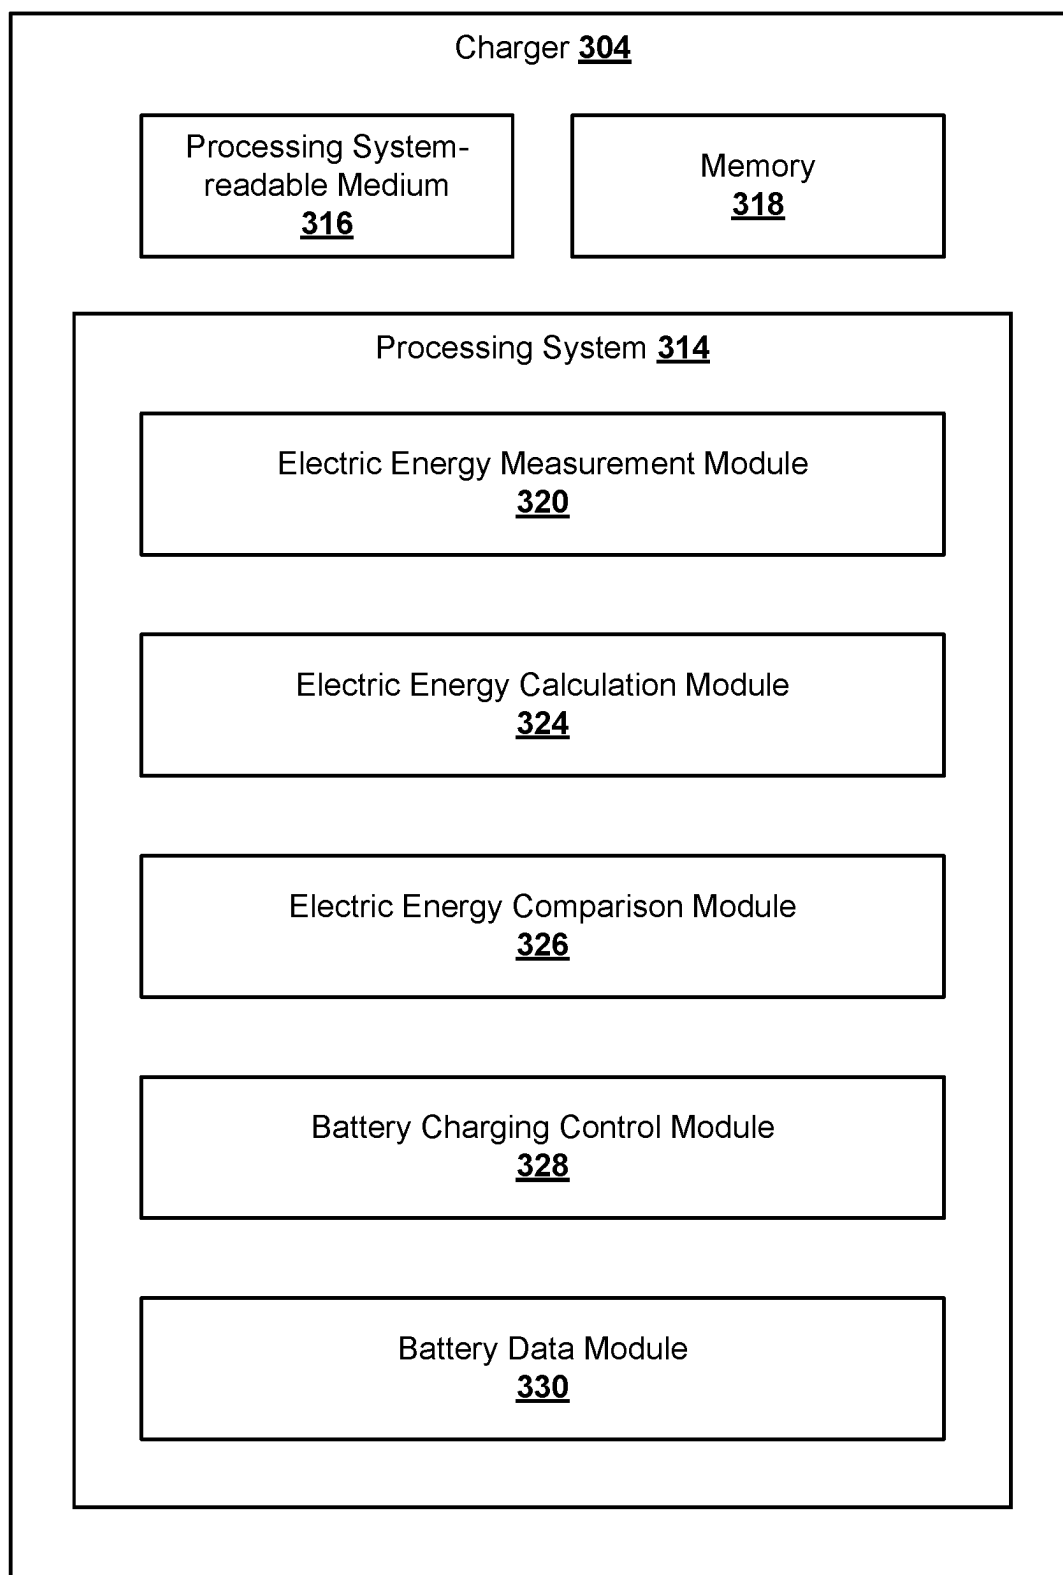 Charger 304
Processing System-
readable Medium
316
Memory
318
Processing System 314
Electric Energy Measurement Module
320
Electric Energy Calculation Module
324
Electric Energy Comparison Module
326
Battery Charging Control Module
328
Battery Data Module
330